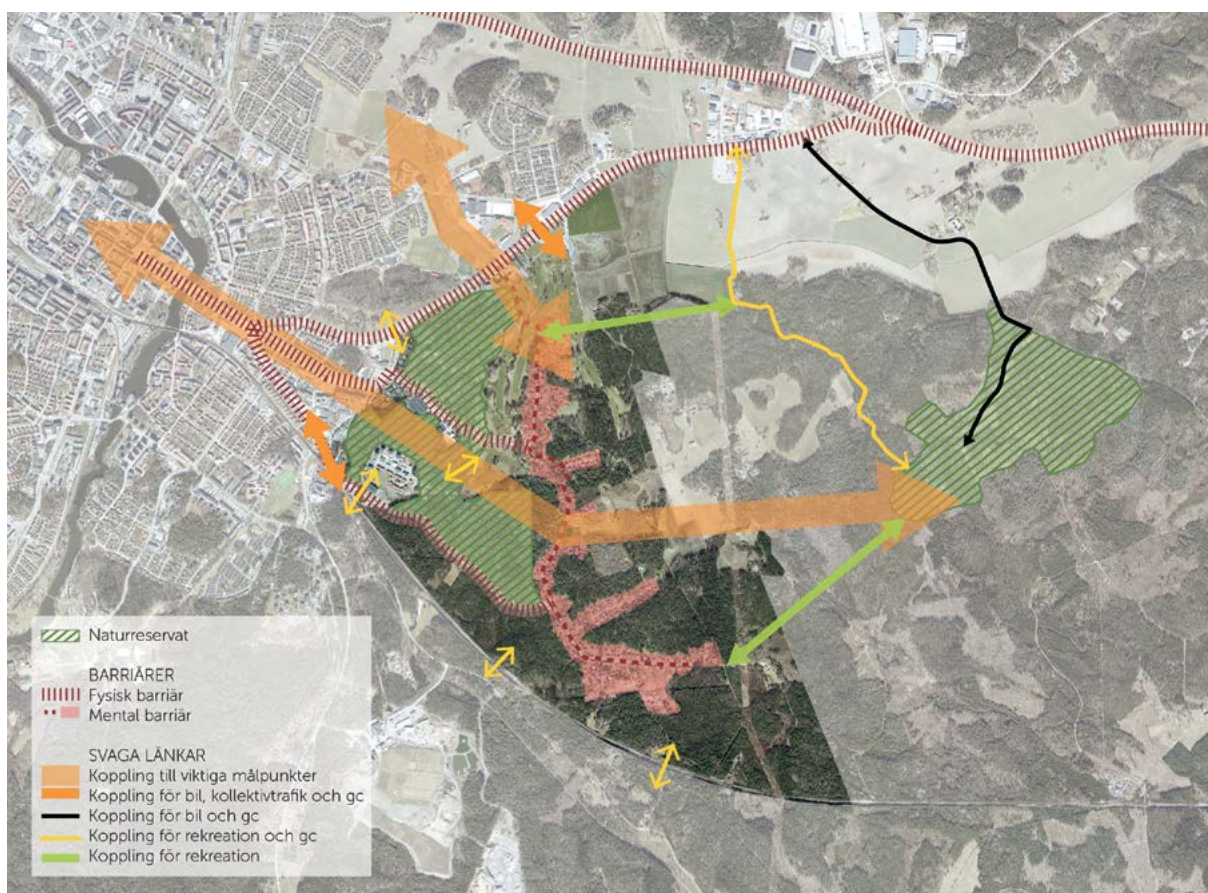 Naturreservat
BARRIÄRER
Fysisk barriär
Mental barriär
SVAGA LÄNKAR
Koppling till viktiga målpunkter
Koppling för bil, kollektivtrafik och gc
Koppling för bil och gc
Koppling för rekreation och gc
Koppling för rekreation